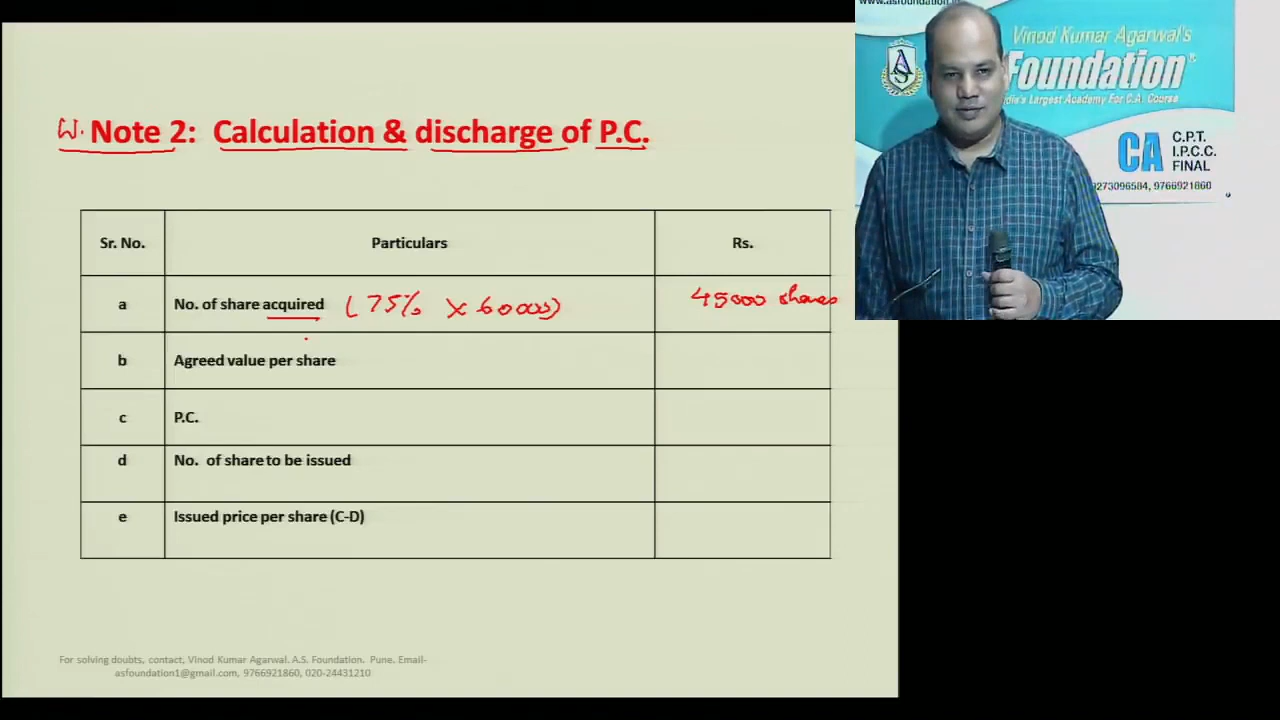 www.asfoundation.in
Vinod Kumar Agarwal's
Foundation®
India's Largest Academy For C.A. Course
AS
CA
C.P.T.
I.P.C.C.
FINAL
9273096584, 9766921860
W. Note 2: Calculation & discharge of P.C.
Sr. No. Particulars Rs.
a No. of share acquired (75% × 60000) 45000 shares
b Agreed value per share
c P.C.
d No. of share to be issued
e Issued price per share (C-D)
For solving doubts, contact, Vinod Kumar Agarwal. A.S. Foundation. Pune. Email-
asfoundation1@gmail.com, 9766921860, 020-24431210